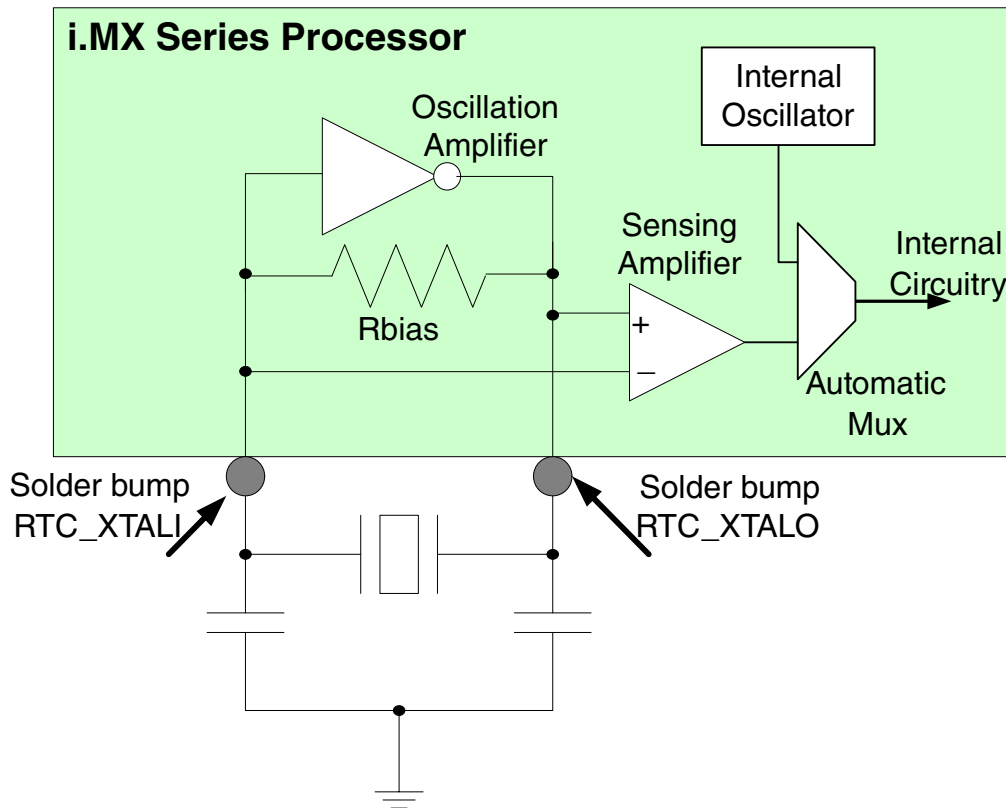 i.MX Series Processor
Internal
Oscillator
Oscillation
Amplifier
Sensing
Amplifier
Internal
Circuitry
Rbias
+
–
Automatic
Mux
Solder bump
RTC_XTALI
Solder bump
RTC_XTALO